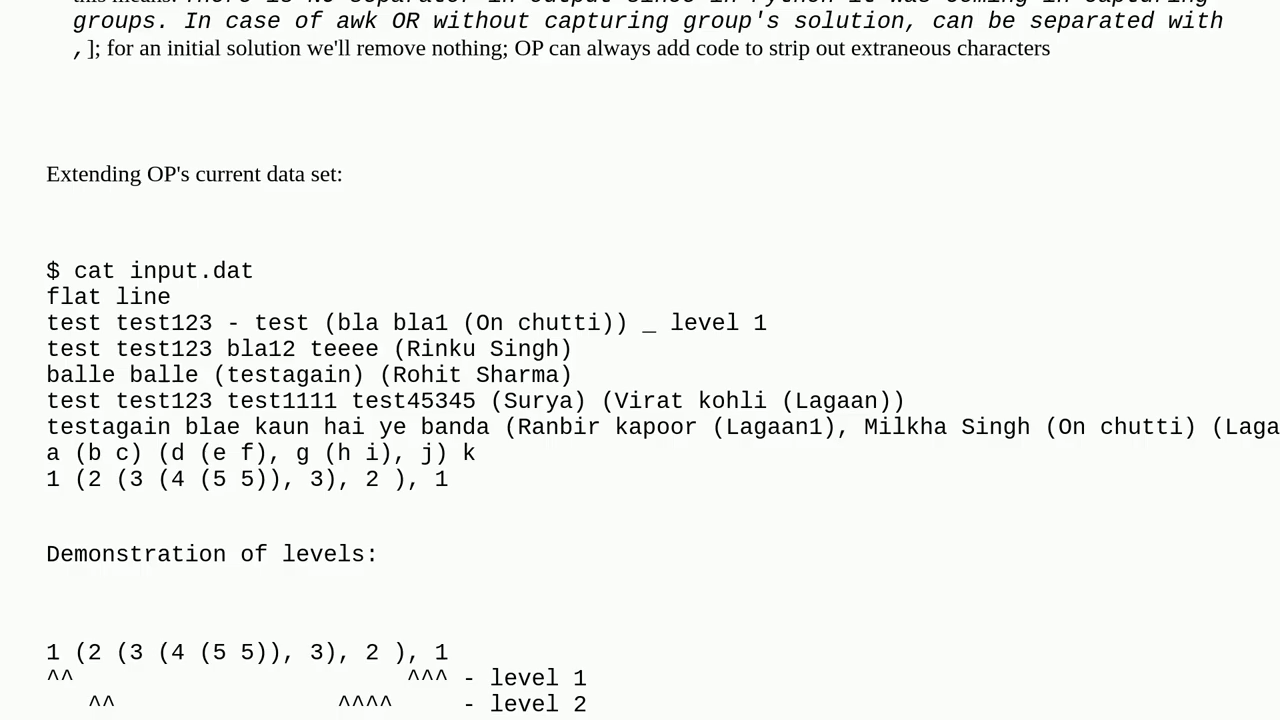 groups. In case of awk OR without capturing group's solution, can be separated with
, ]; for an initial solution we'll remove nothing; OP can always add code to strip out extraneous characters
Extending OP's current data set:
$ cat input.dat
flat line
test test123 - test (bla bla1 (On chutti)) _ level 1
test test123 bla12 teeee (Rinku Singh)
balle balle (testagain) (Rohit Sharma)
test test123 test1111 test45345 (Surya) (Virat kohli (Lagaan))
testagain blae kaun hai ye banda (Ranbir kapoor (Lagaan1), Milkha Singh (On chutti) (Laga
a (b c) (d (e f), g (h i), j) k
1 (2 (3 (4 (5 5)), 3), 2 ), 1
Demonstration of levels:
1 (2 (3 (4 (5 5)), 3), 2 ), 1
^^                        ^^^ - level 1
   ^^                ^^^^     - level 2